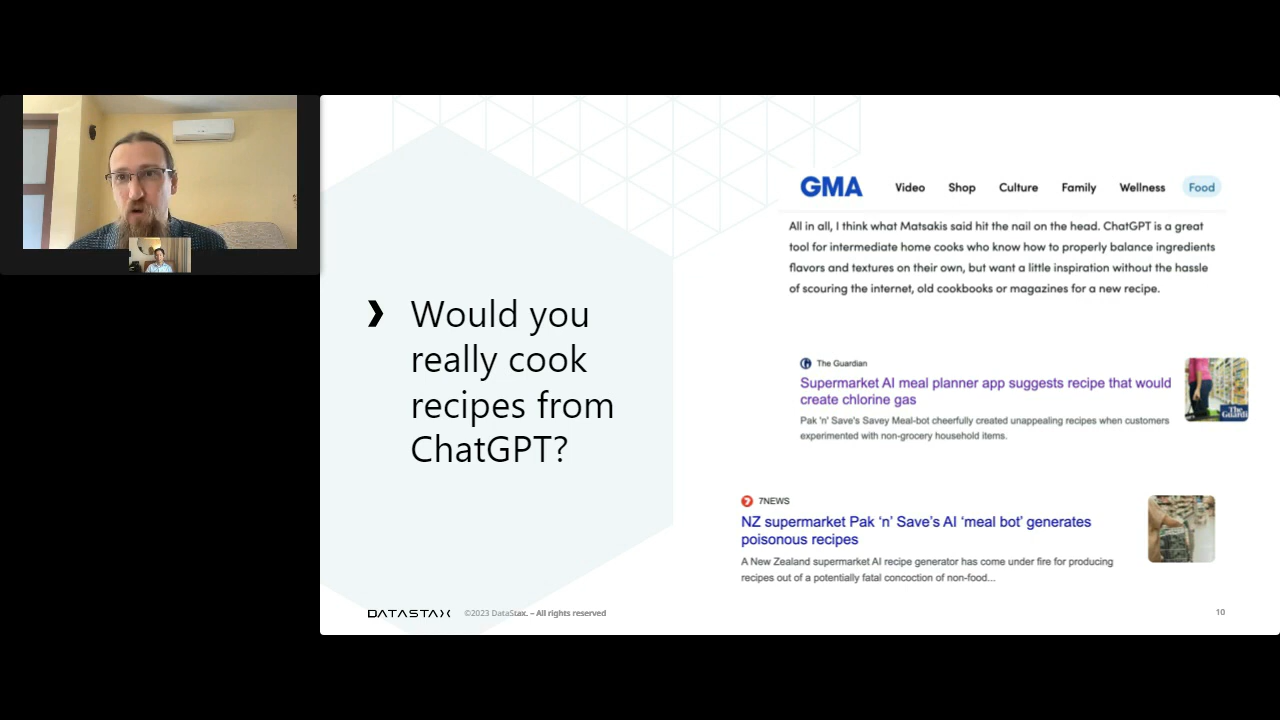 Would you
really cook
recipes from
ChatGPT?
GMA Video Shop Culture Family Wellness Food
All in all, I think what Matsakis said hit the nail on the head. ChatGPT is a great
tool for intermediate home cooks who know how to properly balance ingredients
flavors and textures on their own, but want a little inspiration without the hassle
of scouring the internet, old cookbooks or magazines for a new recipe.
The Guardian
Supermarket AI meal planner app suggests recipe that would
create chlorine gas
Pak 'n' Save's Savey Meal-bot cheerfully created unappealing recipes when customers
experimented with non-grocery household items.
The
Guardi
7NEWS
NZ supermarket Pak ‘n’ Save’s AI ‘meal bot’ generates
poisonous recipes
A New Zealand supermarket AI recipe generator has come under fire for producing
recipes out of a potentially fatal concoction of non-food...
DATASTAX ©2023 DataStax. – All rights reserved 10